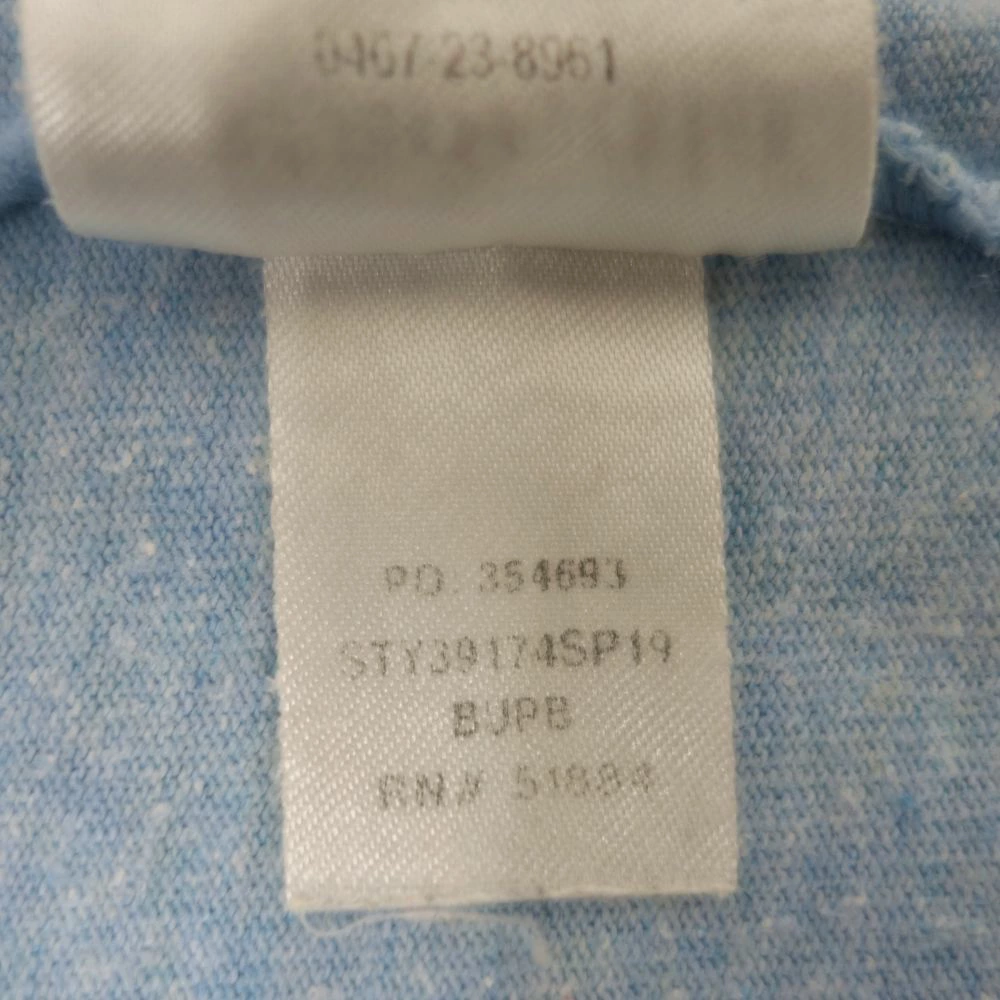 0467-23-8961
PO. 354693
STY39174SP19
BJPB
RN# 51884